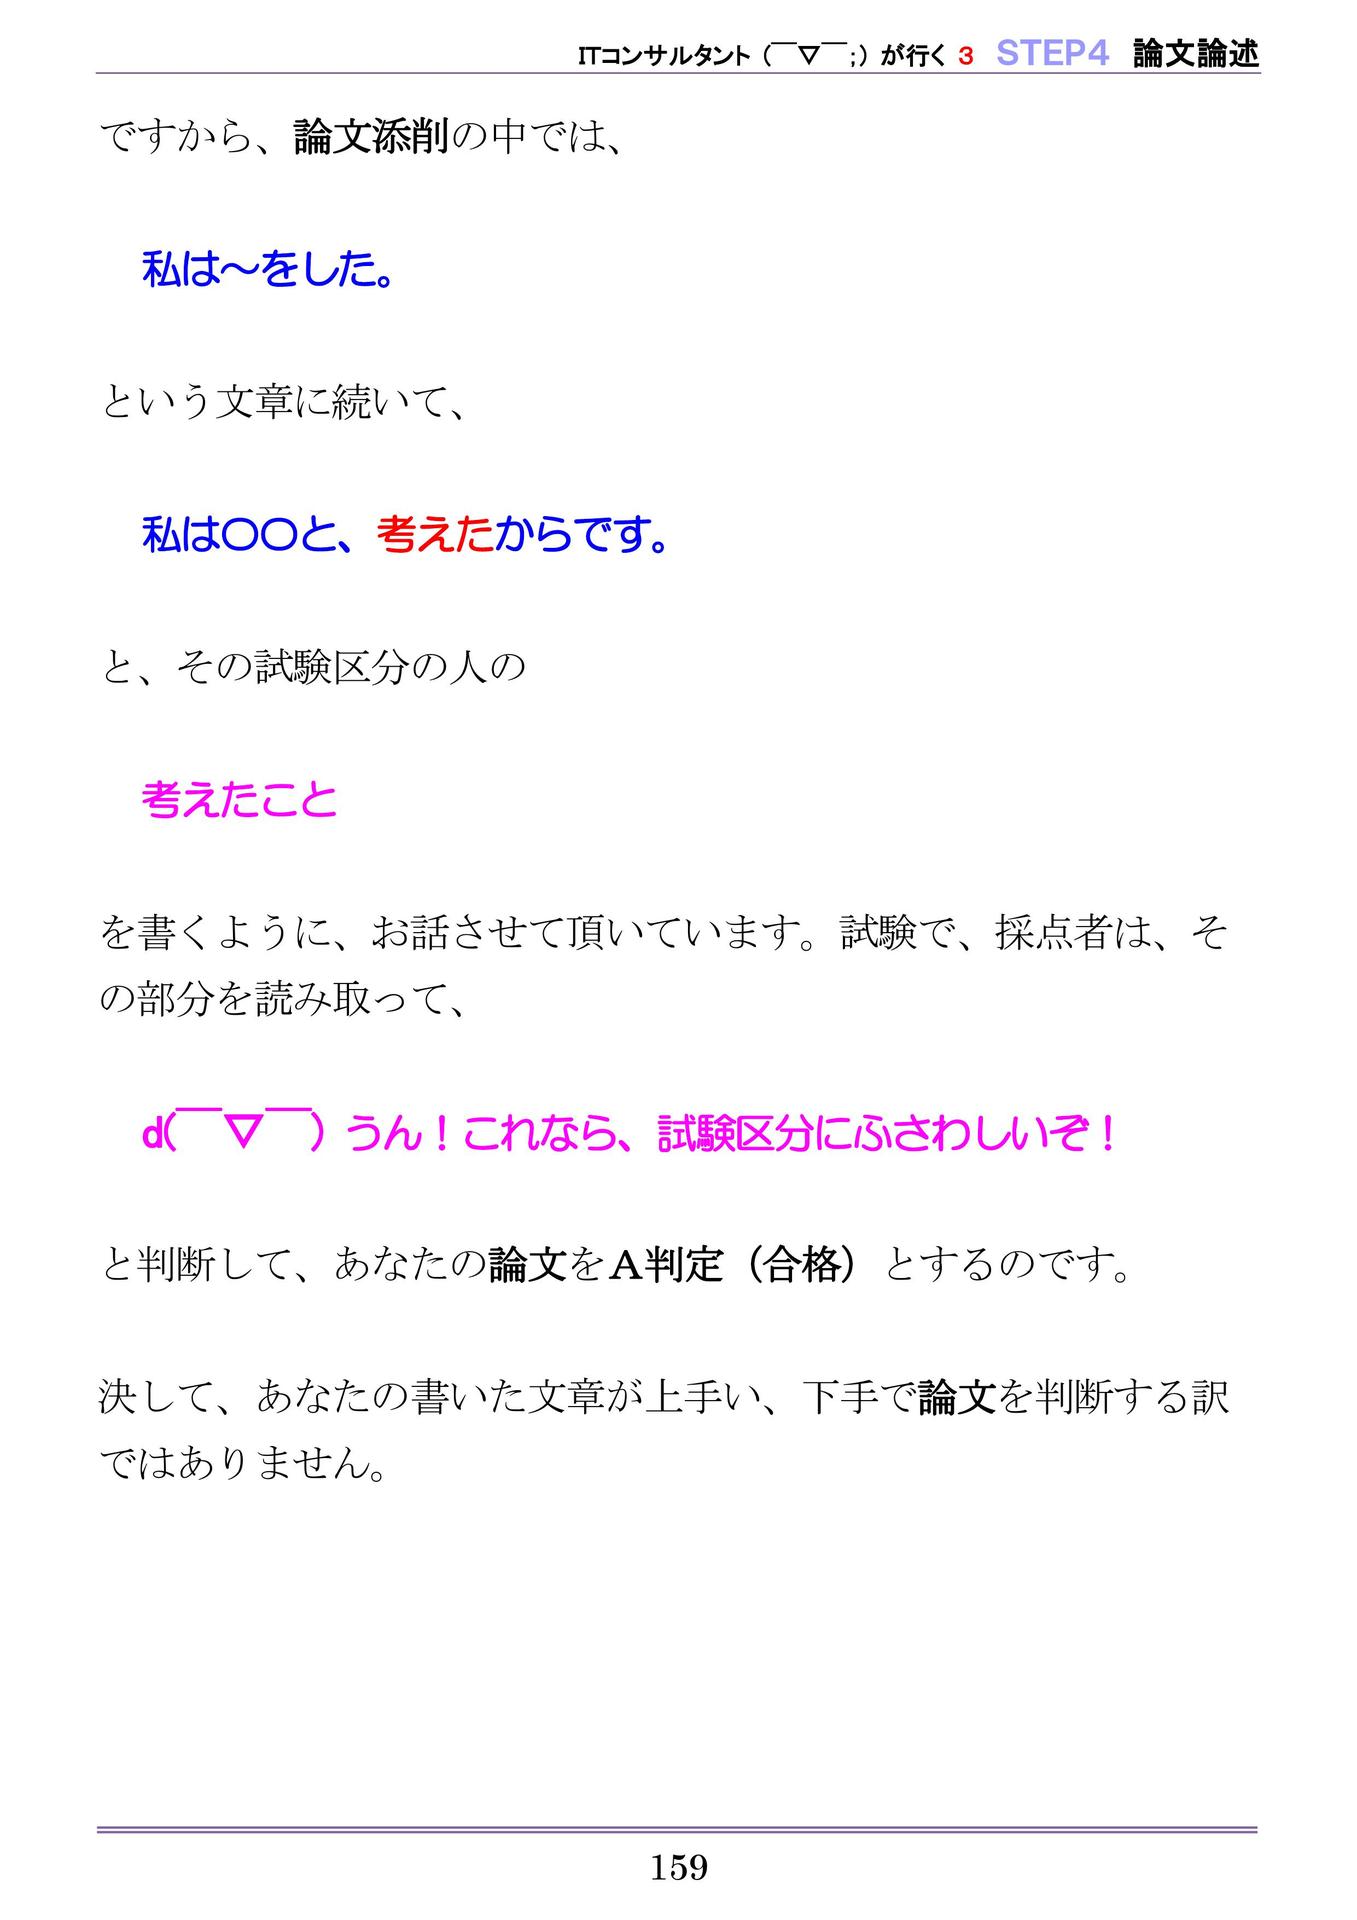 ITコンサルタント（￣▽￣；）が行く 3 STEP4 論文論述
ですから、論文添削の中では、
私は～をした。
という文章に続いて、
私は〇〇と、考えたからです。
と、その試験区分の人の
考えたこと
を書くように、お話させて頂いています。試験で、採点者は、そ
の部分を読み取って、
d(￣▽￣）うん！これなら、試験区分にふさわしいぞ！
と判断して、あなたの論文をＡ判定（合格）とするのです。
決して、あなたの書いた文章が上手い、下手で論文を判断する訳
ではありません。
159